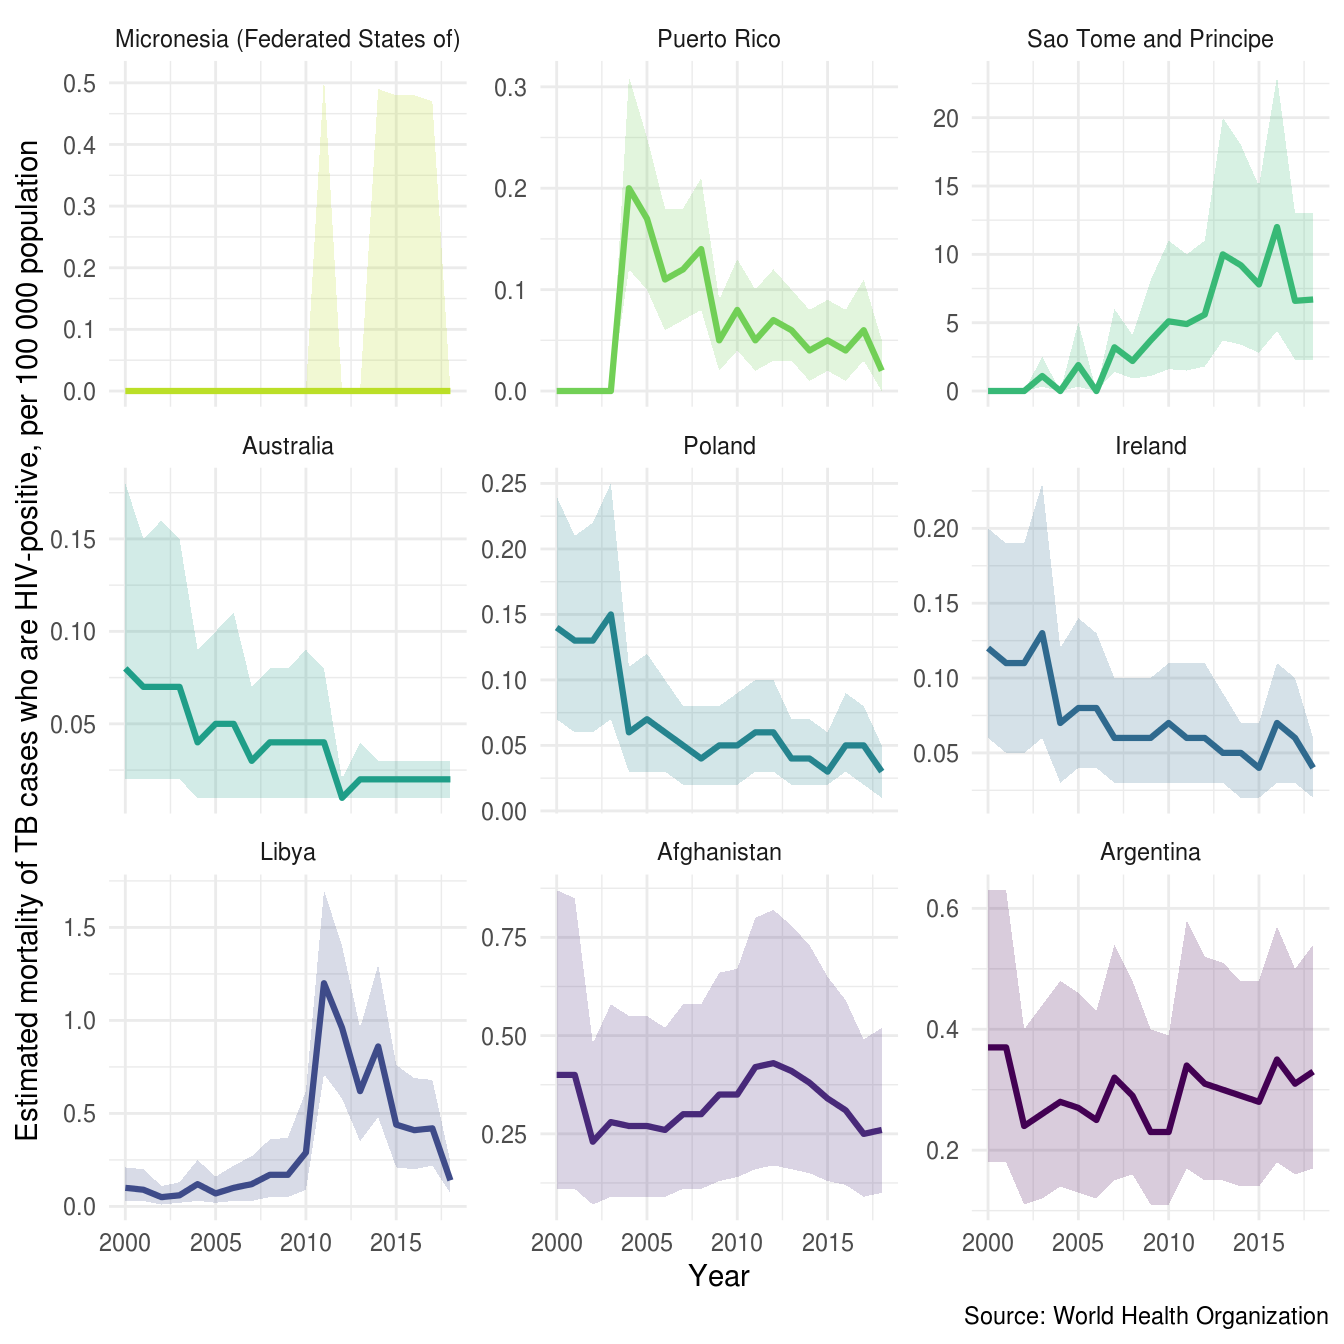 Micronesia (Federated States of)
Puerto Rico
Sao Tome and Principe
0.5
0.4
0.3
0.2
0.1
0.0
0.3
0.2
0.1
0.0
20
15
10
5
0
Estimated mortality of TB cases who are HIV-positive, per 100 000 population
Australia
Poland
Ireland
0.15
0.10
0.05
0.25
0.20
0.15
0.10
0.05
0.00
0.20
0.15
0.10
0.05
Libya
Afghanistan
Argentina
1.5
1.0
0.5
0.0
0.75
0.50
0.25
0.6
0.4
0.2
2000 2005 2010 2015
2000 2005 2010 2015
2000 2005 2010 2015
Year
Source: World Health Organization